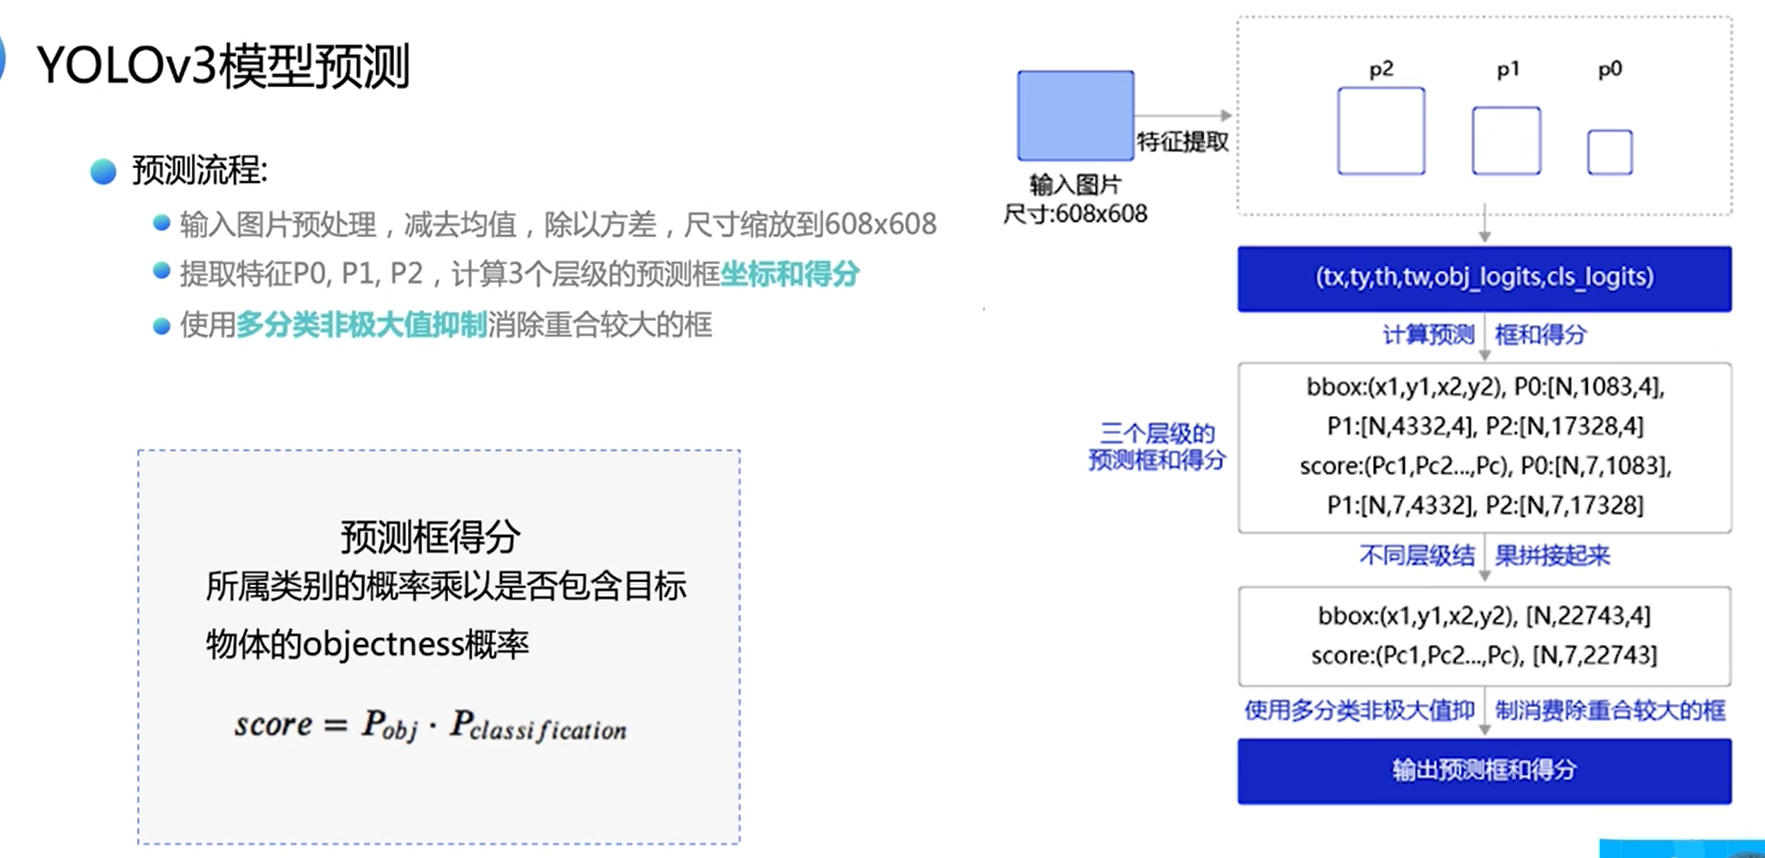 YOLOv3模型预测
预测流程:
输入图片预处理，减去均值，除以方差，尺寸缩放到608x608
提取特征P0, P1, P2，计算3个层级的预测框坐标和得分
使用多分类非极大值抑制消除重合较大的框
预测框得分
所属类别的概率乘以是否包含目标
物体的objectness概率
score = Pobj · Pclassification
输入图片
尺寸:608x608
特征提取
p2 p1 p0
(tx,ty,th,tw,obj_logits,cls_logits)
计算预测 框和得分
三个层级的
预测框和得分
bbox:(x1,y1,x2,y2), P0:[N,1083,4],
P1:[N,4332,4], P2:[N,17328,4]
score:(Pc1,Pc2...,Pc), P0:[N,7,1083],
P1:[N,7,4332], P2:[N,7,17328]
不同层级结 果拼接起来
bbox:(x1,y1,x2,y2), [N,22743,4]
score:(Pc1,Pc2...,Pc), [N,7,22743]
使用多分类非极大值抑 制消费除重合较大的框
输出预测框和得分